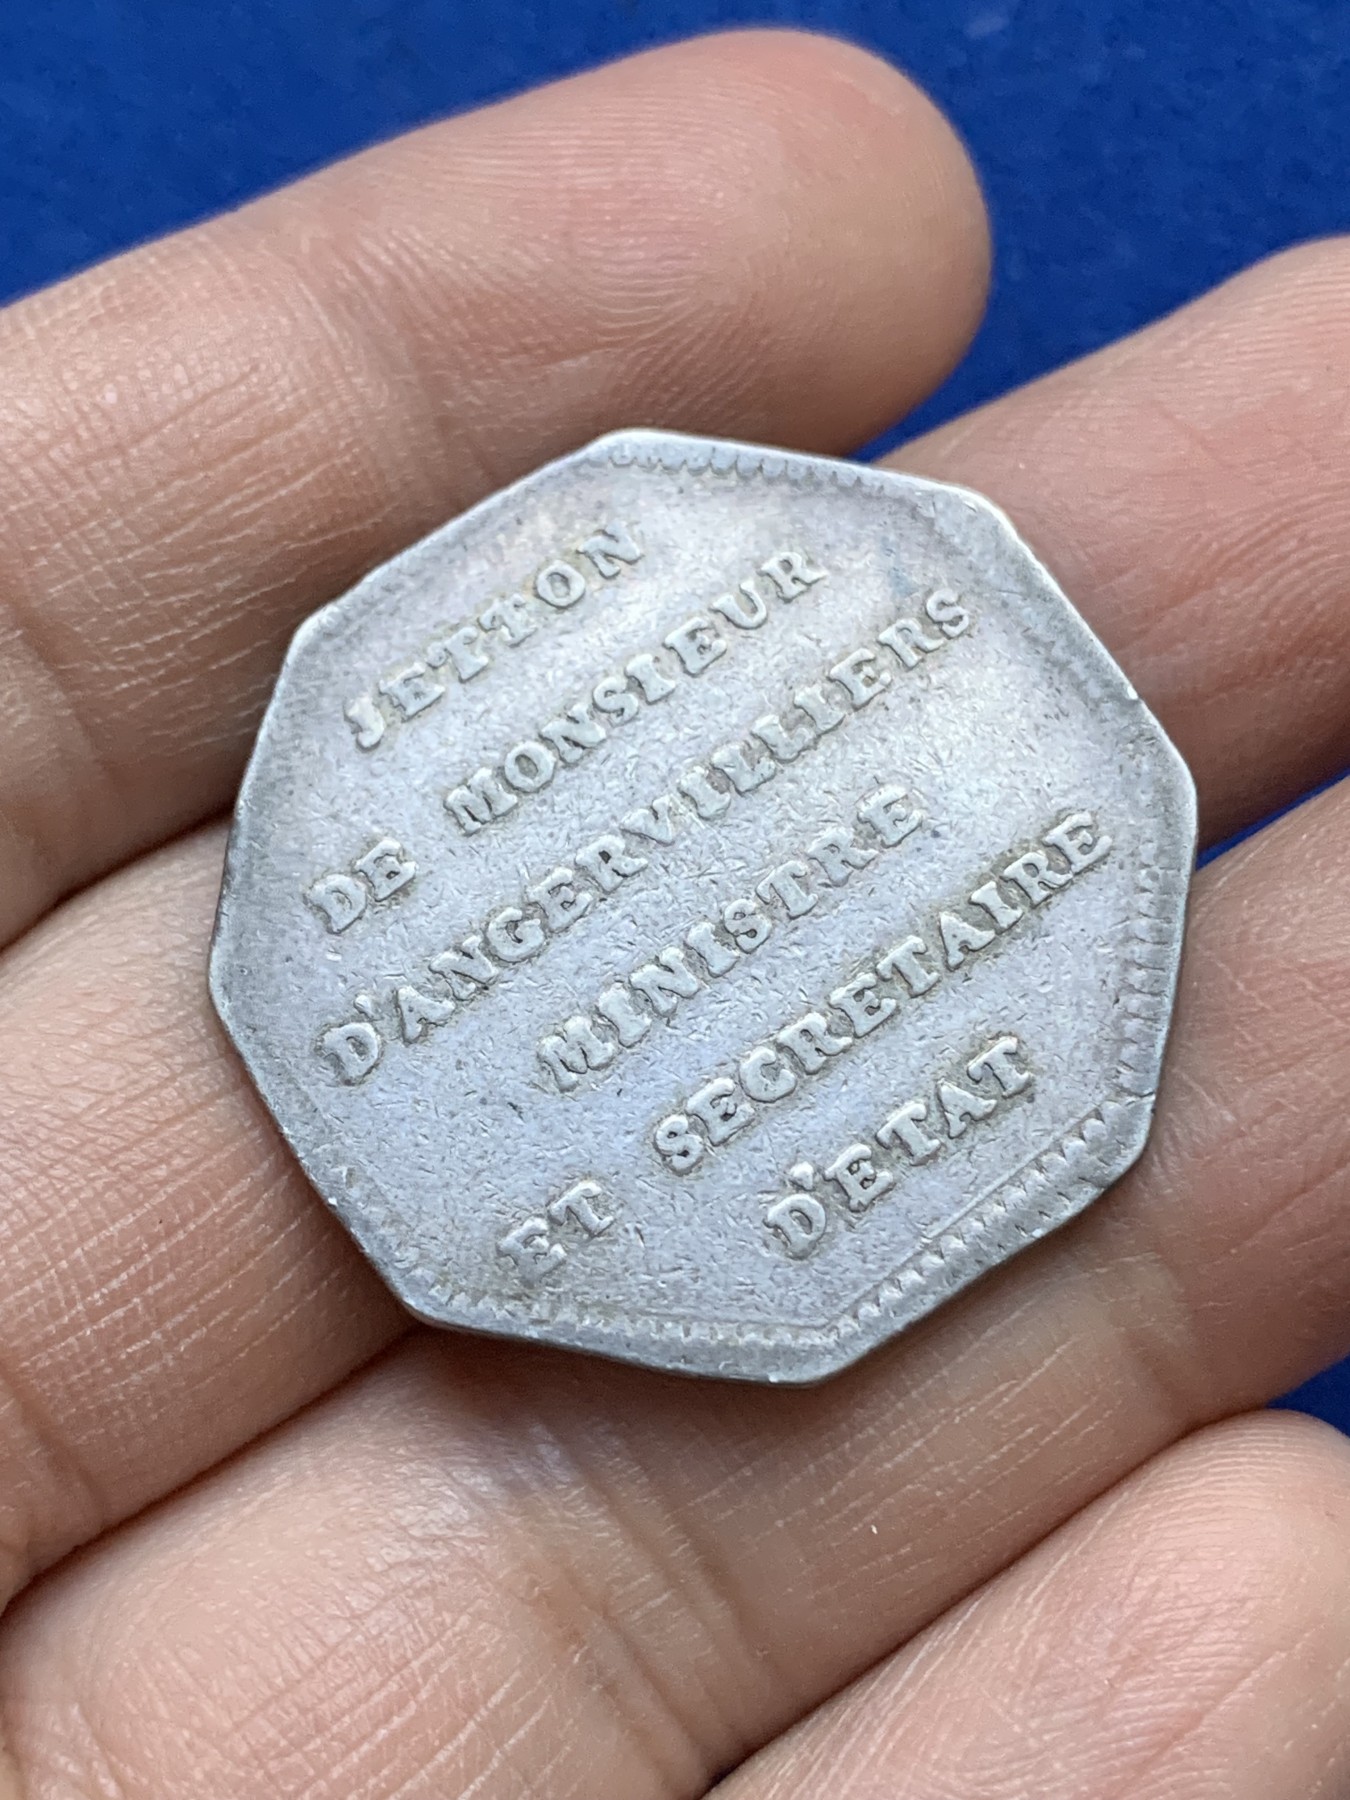 JETTON
DE MONSIEUR
D'ANGERVILLIERS
MINISTRE
ET SECRETAIRE
D'ETAT